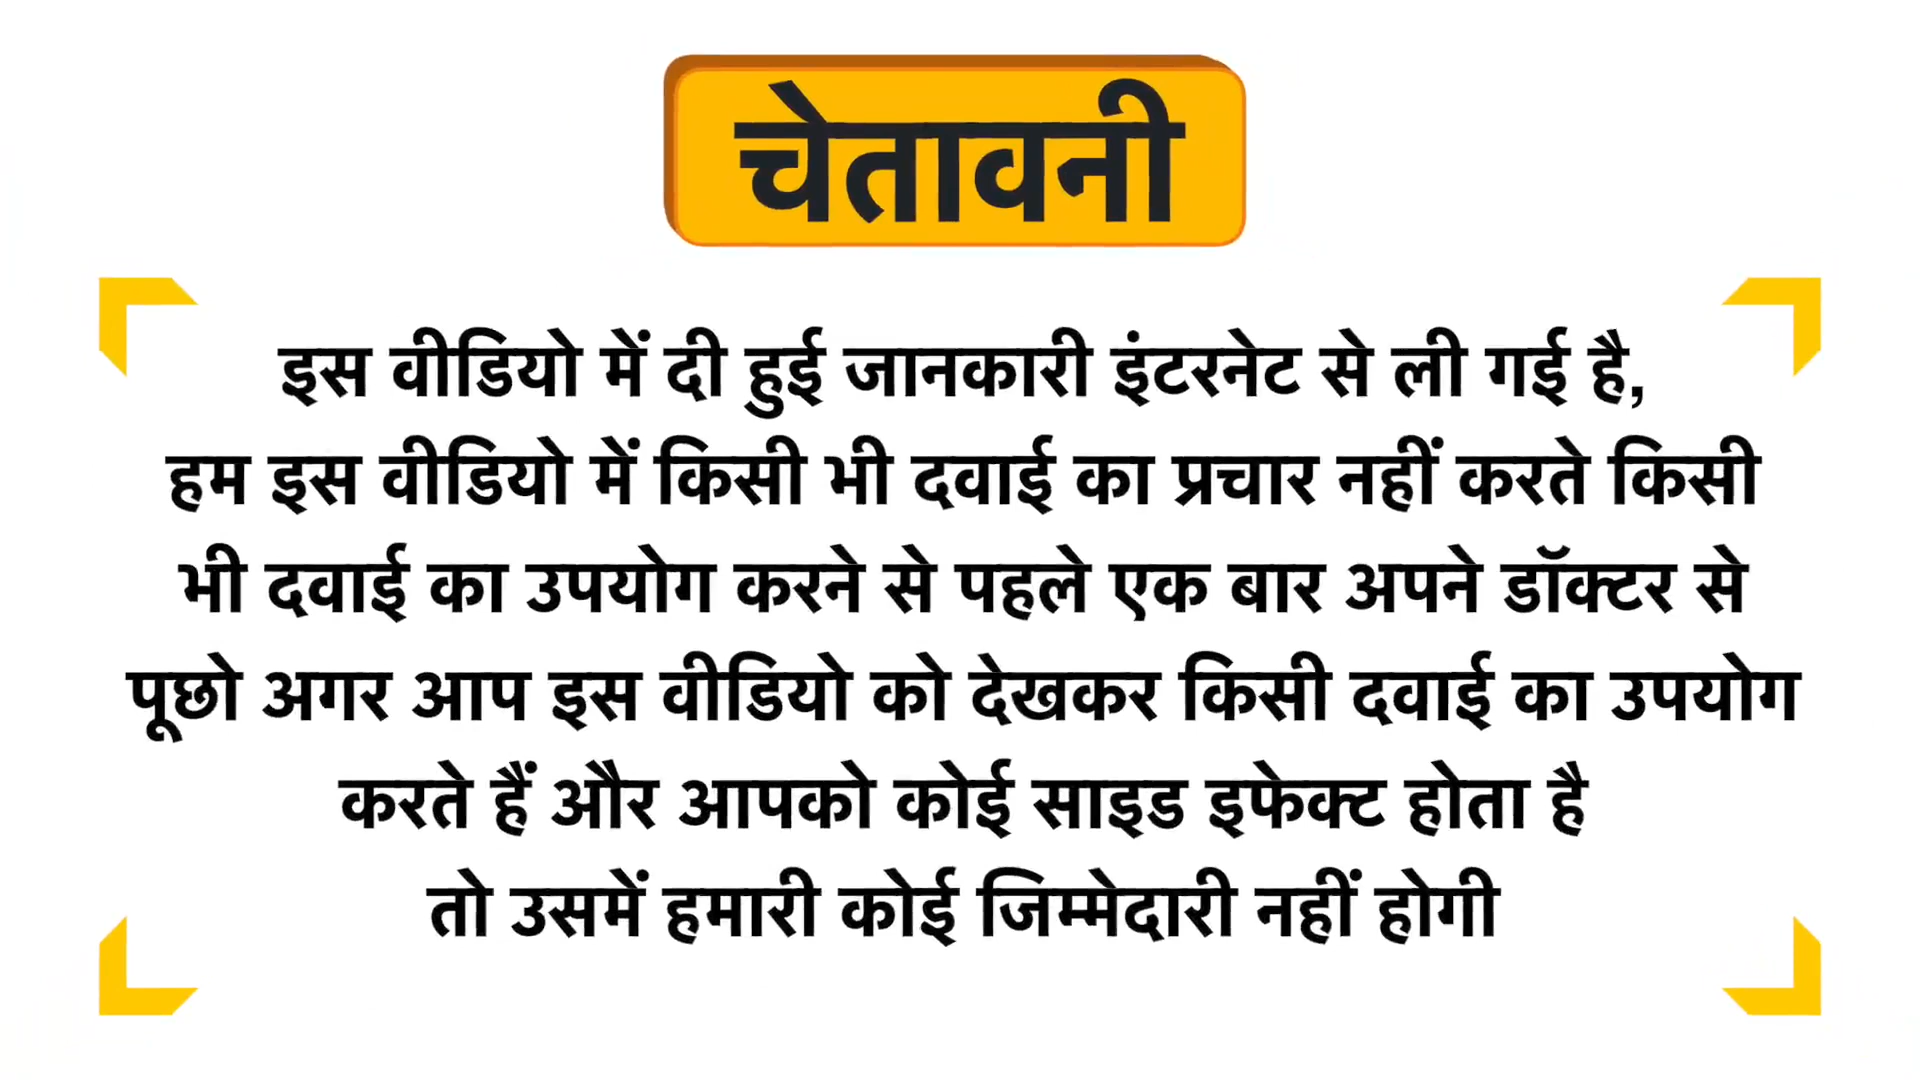 चेतावनी
इस वीडियो में दी हुई जानकारी इंटरनेट से ली गई है,
हम इस वीडियो में किसी भी दवाई का प्रचार नहीं करते किसी
भी दवाई का उपयोग करने से पहले एक बार अपने डॉक्टर से
पूछो अगर आप इस वीडियो को देखकर किसी दवाई का उपयोग
करते हैं और आपको कोई साइड इफेक्ट होता है
तो उसमें हमारी कोई जिम्मेदारी नहीं होगी